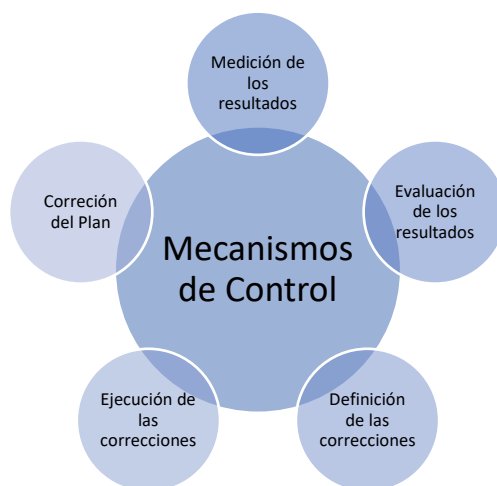 Medición de
los
resultados
Evaluación
de los
resultados
Definición
de las
correcciones
Ejecución de
las
correcciones
Correción
del Plan
Mecanismos
de Control